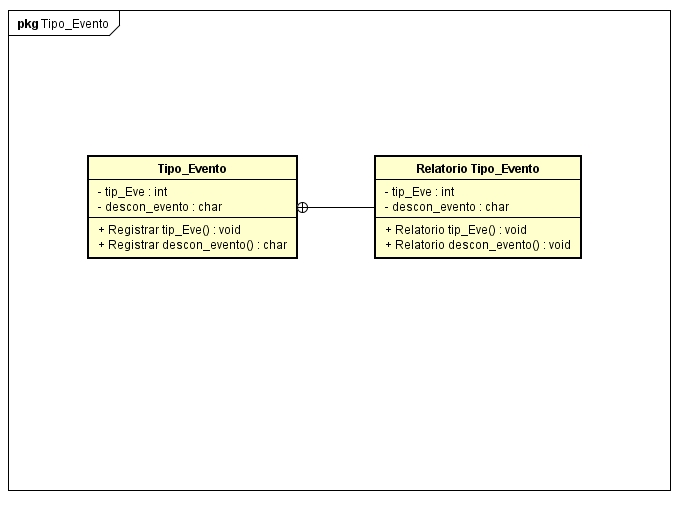 pkg Tipo_Evento
Tipo_Evento
- tip_Eve : int
- descon_evento : char
+ Registrar tip_Eve() : void
+ Registrar descon_evento() : char
Relatorio Tipo_Evento
- tip_Eve : int
- descon_evento : char
+ Relatorio tip_Eve() : void
+ Relatorio descon_evento() : void